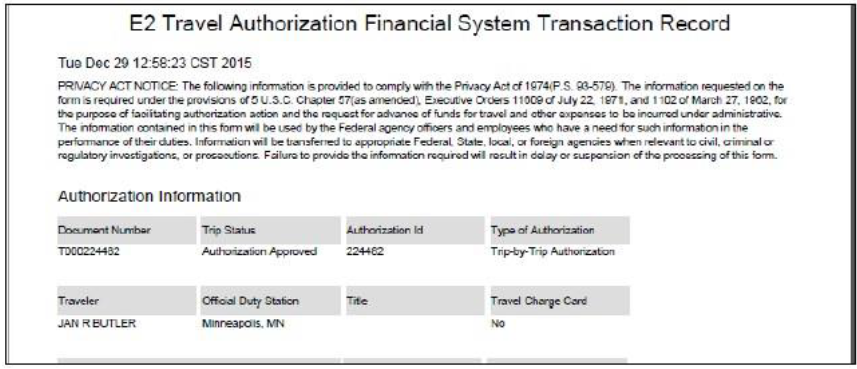 E2 Travel Authorization Financial System Transaction Record
Tue Dec 29 12:58:23 CST 2015
PRIVACY ACT NOTICE: The following information is provided to comply with the Privacy Act of 1974(P.S. 93-579). The information requested on the
form is required under the provisions of 5 U.S.C. Chapter 57(as amended), Executive Orders 11609 of July 22, 1971, and 1102 of March 27, 1962, for
the purpose of facilitating authorization action and the request for advance of funds for travel and other expenses to be incurred under administrative.
The information contained in this form will be used by the Federal agency officers and employees who have a need for such information in the
performance of their duties. Information will be transferred to appropriate Federal, State, local, or foreign agencies when relevant to civil, criminal or
regulatory investigations, or prosecutions. Failure to provide the information required will result in delay or suspension of the processing of this form.
Authorization Information
Document Number Trip Status Authorization Id Type of Authorization
T000224462 Authorization Approved 224462 Trip-by-Trip Authorization
Traveler Official Duty Station Title Travel Charge Card
JAN R BUTLER Minneapolis, MN No